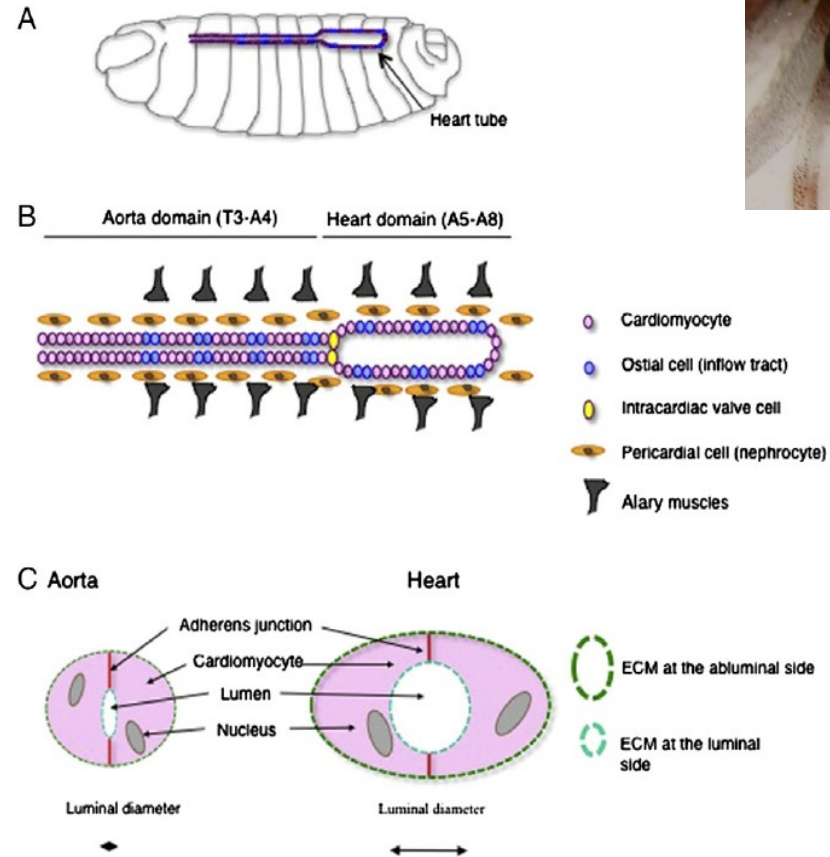 A
Heart tube
B
Aorta domain (T3-A4)
Heart domain (A5-A8)
Cardiomyocyte
Ostial cell (inflow tract)
Intracardiac valve cell
Pericardial cell (nephrocyte)
Alary muscles
C
Aorta
Heart
Adherens junction
Cardiomyocyte
Lumen
Nucleus
ECM at the abluminal side
ECM at the luminal
side
Luminal diameter
Luminal diameter